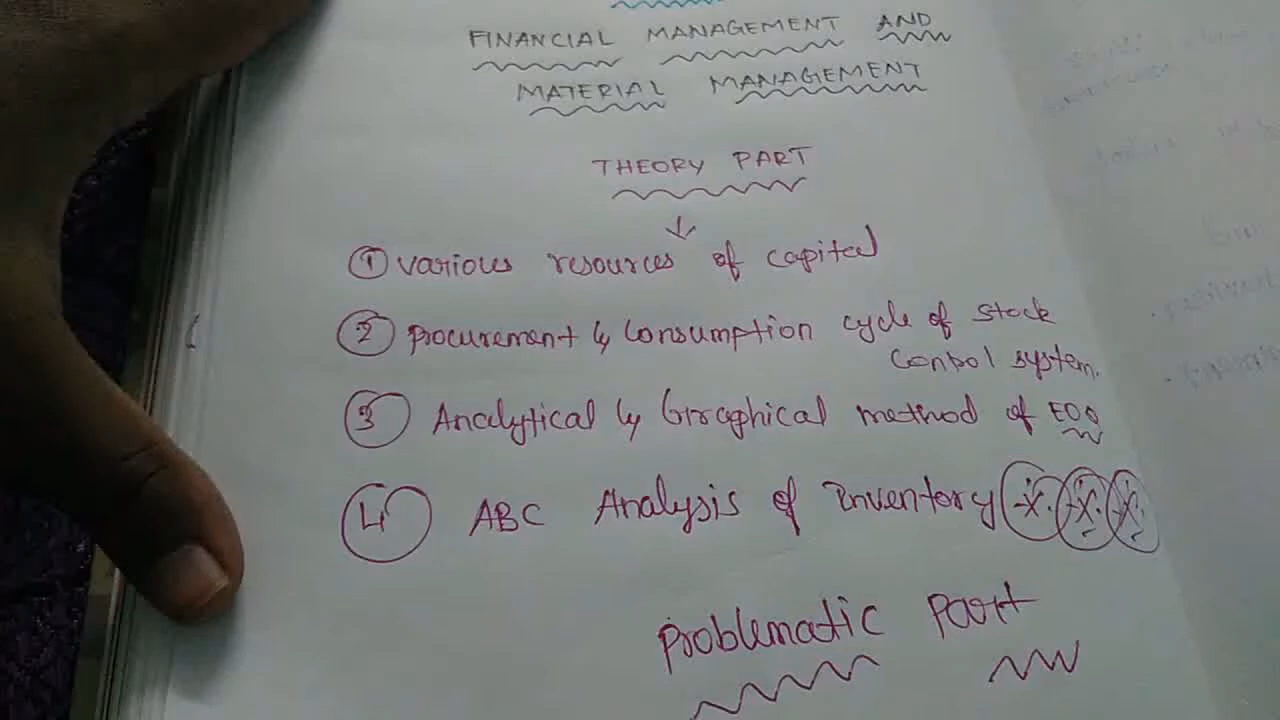 FINANCIAL MANAGEMENT AND
MATERIAL MANAGEMENT
THEORY PART
① various resources of capital
② procurement & Consumption cycle of stock
control system.
③ Analytical & Graphical method of EOQ
④ ABC Analysis of Inventory
problematic part